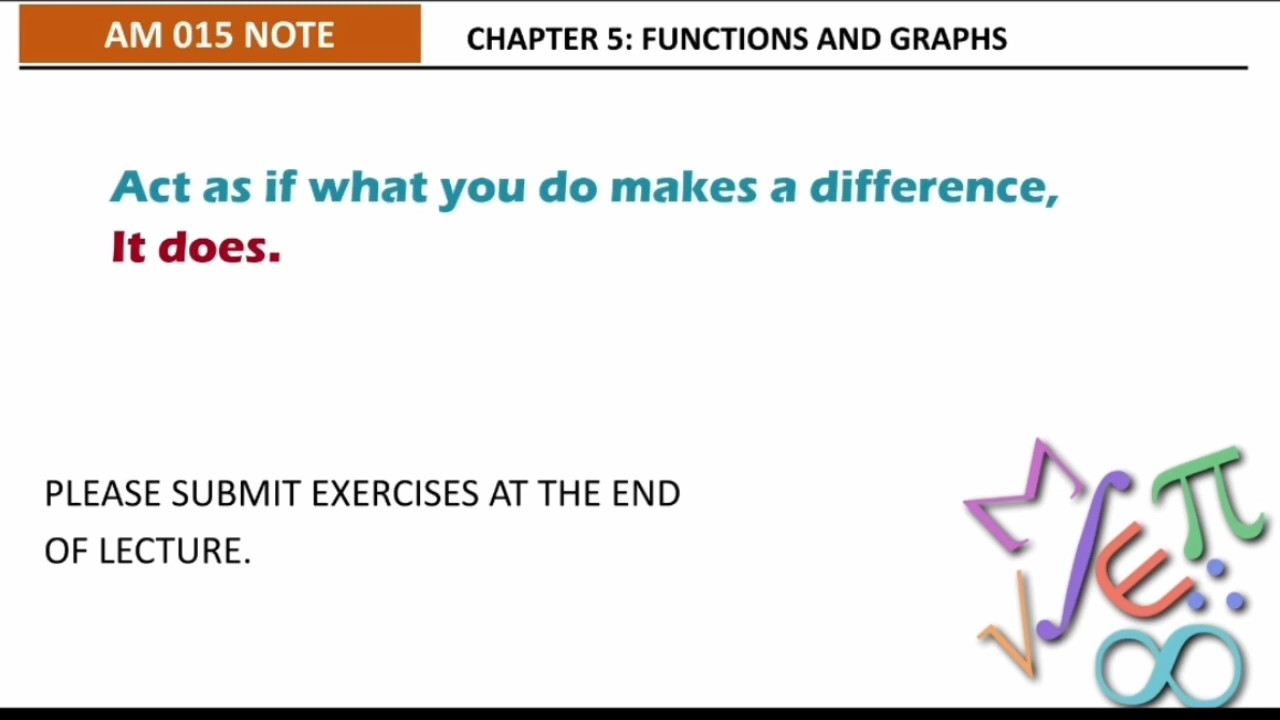 AM 015 NOTE
CHAPTER 5: FUNCTIONS AND GRAPHS
Act as if what you do makes a difference,
It does.
PLEASE SUBMIT EXERCISES AT THE END
OF LECTURE.